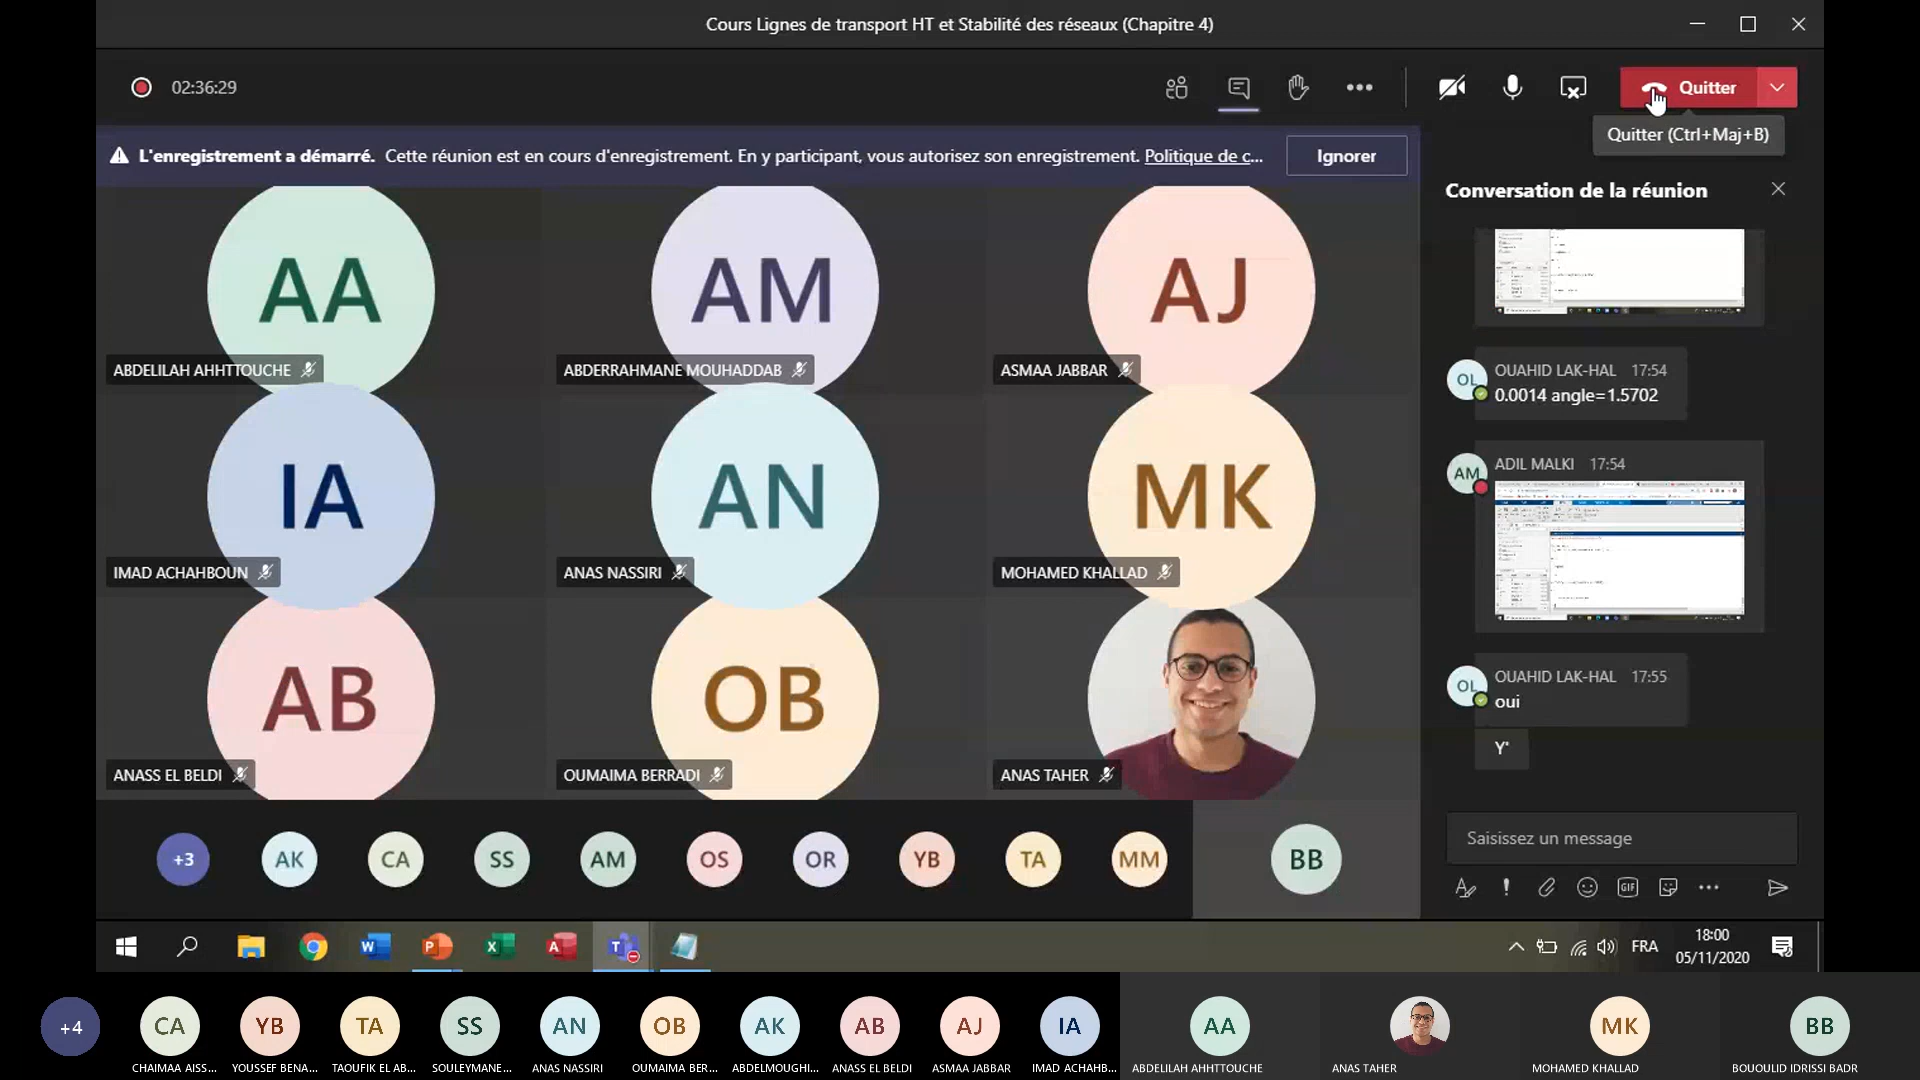 Cours Lignes de transport HT et Stabilité des réseaux (Chapitre 4)
02:36:29
Quitter
Quitter (Ctrl+Maj+B)
L'enregistrement a démarré. Cette réunion est en cours d'enregistrement. En y participant, vous autorisez son enregistrement. Politique de c...
Ignorer
Conversation de la réunion
AA
AM
AJ
ABDELILAH AHHTTOUCHE
ABDERRAHMANE MOUHADDAB
ASMAA JABBAR
IA
AN
MK
IMAD ACHAHBOUN
ANAS NASSIRI
MOHAMED KHALLAD
AB
OB
ANASS EL BELDI
OUMAIMA BERRADI
ANAS TAHER
+3
AK
CA
SS
AM
OS
OR
YB
TA
MM
BB
OL
OUAHID LAK-HAL 17:54
0.0014 angle=1.5702
AM
ADIL MALKI 17:54
OL
OUAHID LAK-HAL 17:55
oui
Y'
Saisissez un message
GIF
FRA
18:00
05/11/2020
+4
CA
YB
TA
SS
AN
OB
AK
AB
AJ
IA
AA
MK
BB
CHAIMAA AISS...
YOUSSEF BENA...
TAOUFIK EL AB...
SOULEYMANE...
ANAS NASSIRI
OUMAIMA BER...
ABDELMOUGHI...
ANASS EL BELDI
ASMAA JABBAR
IMAD ACHAHB...
ABDELILAH AHHTTOUCHE
ANAS TAHER
MOHAMED KHALLAD
BOUOULID IDRISSI BADR